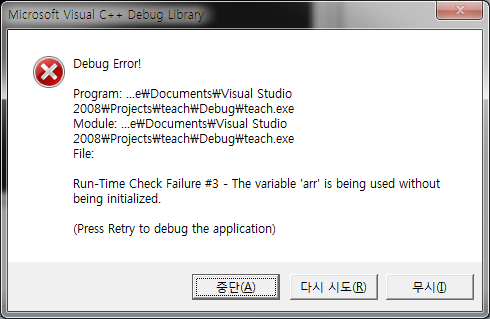 Microsoft Visual C++ Debug Library
Debug Error!
Program: ...e₩Documents₩Visual Studio
2008₩Projects₩teach₩Debug₩teach.exe
Module: ...e₩Documents₩Visual Studio
2008₩Projects₩teach₩Debug₩teach.exe
File:
Run-Time Check Failure #3 - The variable 'arr' is being used without
being initialized.
(Press Retry to debug the application)
중단(A)
다시 시도(R)
무시(I)